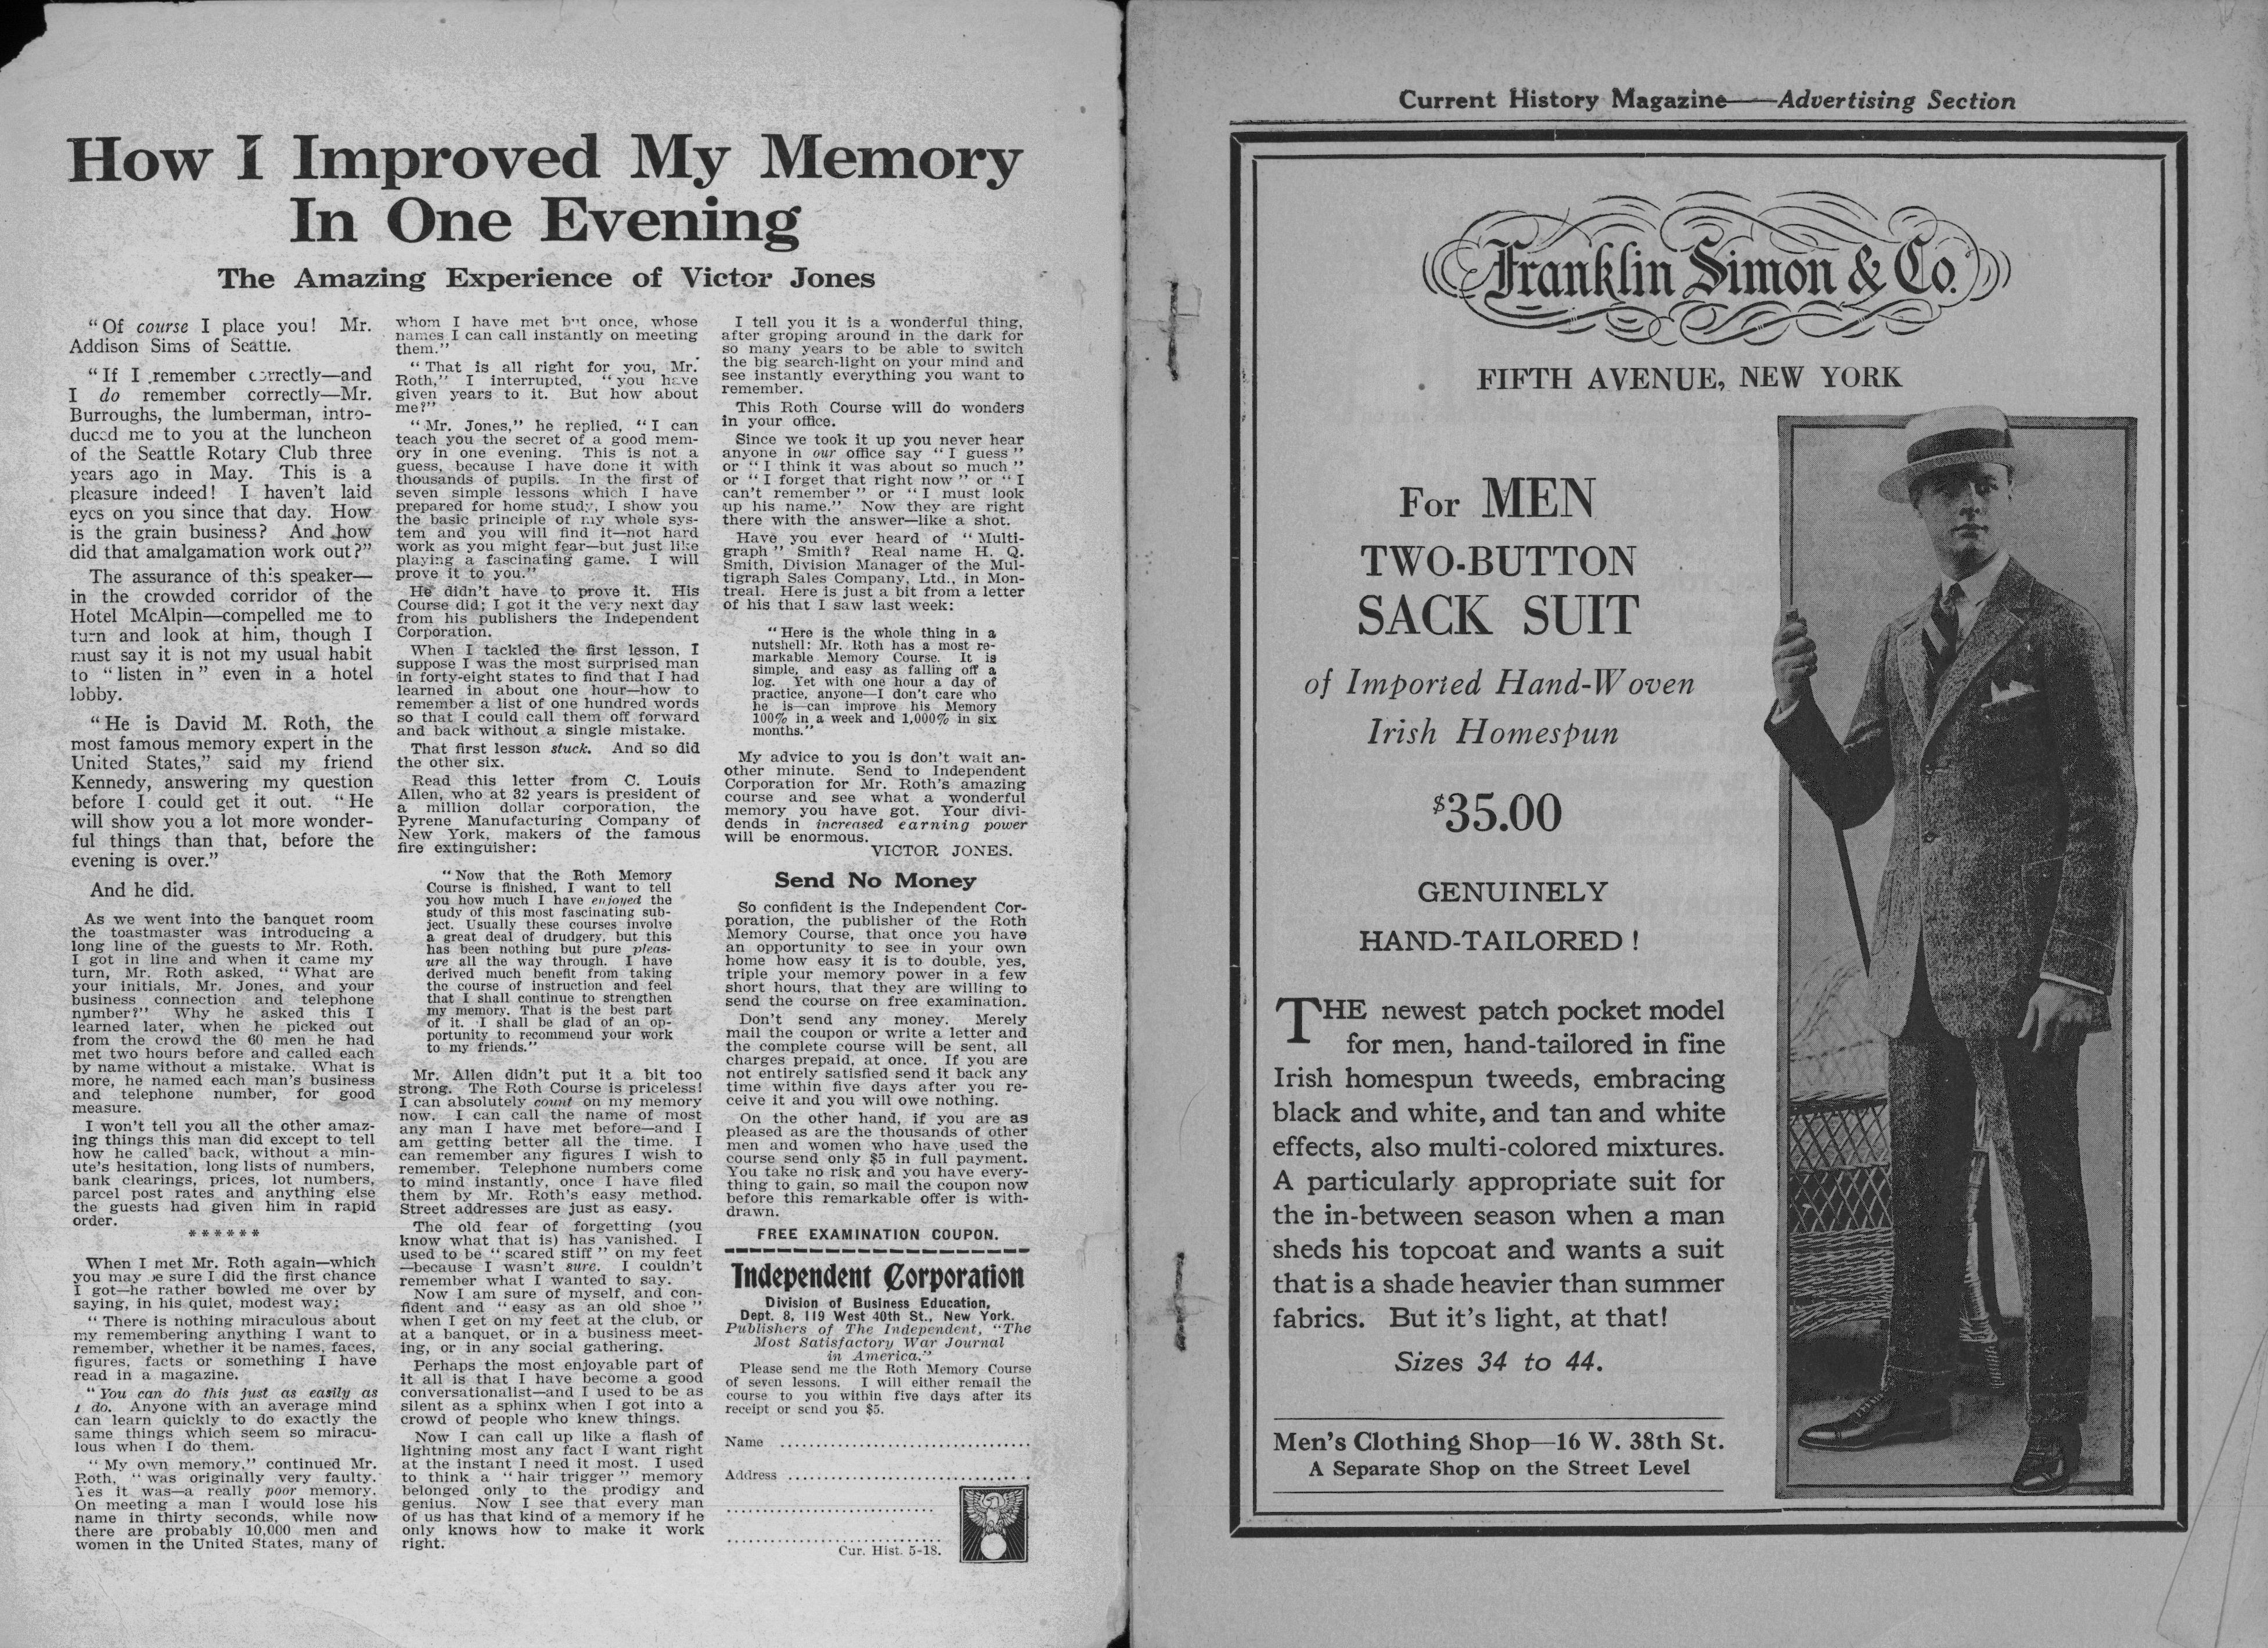 How I Improved My Memory
In One Evening
The Amazing Experience of Victor Jones
"Of course I place you! Mr.
Addison Sims of Seattle.
"If I remember correctly—and
I do remember correctly—Mr.
Burroughs, the lumberman, intro-
duced me to you at the luncheon
of the Seattle Rotary Club three
years ago in May. This is a
pleasure indeed! I haven't laid
eyes on you since that day. How
is the grain business? And how
did that amalgamation work out?"
The assurance of this speaker—
in the crowded corridor of the
Hotel McAlpin—compelled me to
turn and look at him, though I
must say it is not my usual habit
to "listen in" even in a hotel
lobby.
"He is David M. Roth, the
most famous memory expert in the
United States," said my friend
Kennedy, answering my question
before I could get it out. "He
will show you a lot more wonder-
ful things than that, before the
evening is over."
And he did.
As we went into the banquet room
the toastmaster was introducing a
long line of the guests to Mr. Roth.
I got in line and when it came my
turn, Mr. Roth asked, "What are
your initials, Mr. Jones, and your
business connection and telephone
number?" Why he asked this I
learned later, when he picked out
from the crowd the 60 men he had
met two hours before and called each
by name without a mistake. What is
more, he named each man's business
and telephone number, for good
measure.
I won't tell you all the other amaz-
ing things this man did except to tell
how he called back, without a min-
ute's hesitation, long lists of numbers,
bank clearings, prices, lot numbers,
parcel post rates and anything else
the guests had given him in rapid
order.
******
When I met Mr. Roth again—which
you may be sure I did the first chance
I got—he rather bowled me over by
saying, in his quiet, modest way:
"There is nothing miraculous about
my remembering anything I want to
remember, whether it be names, faces,
figures, facts or something I have
read in a magazine.
"You can do this just as easily as
I do. Anyone with an average mind
can learn quickly to do exactly the
same things which seem so miracu-
lous when I do them.
"My own memory," continued Mr.
Roth, "was originally very faulty.
Yes it was—a really poor memory.
On meeting a man I would lose his
name in thirty seconds, while now
there are probably 10,000 men and
women in the United States, many of
whom I have met but once, whose
names I can call instantly on meeting
them."
"That is all right for you, Mr.
Roth," I interrupted, "you have
given years to it. But how about
me?"
"Mr. Jones," he replied, "I can
teach you the secret of a good mem-
ory in one evening. This is not a
guess, because I have done it with
thousands of pupils. In the first of
seven simple lessons which I have
prepared for home study, I show you
the basic principle of my whole sys-
tem and you will find it—not hard
work as you might fear—but just like
playing a fascinating game. I will
prove it to you."
He didn't have to prove it. His
Course did; I got it the very next day
from his publishers the Independent
Corporation.
When I tackled the first lesson, I
suppose I was the most surprised man
in forty-eight states to find that I had
learned in about one hour—how to
remember a list of one hundred words
so that I could call them off forward
and back without a single mistake.
That first lesson stuck. And so did
the other six.
Read this letter from C. Louis
Allen, who at 32 years is president of
a million dollar corporation, the
Pyrene Manufacturing Company of
New York, makers of the famous
fire extinguisher:
"Now that the Roth Memory
Course is finished, I want to tell
you how much I have enjoyed the
study of this most fascinating sub-
ject. Usually these courses involve
a great deal of drudgery, but this
has been nothing but pure pleas-
ure all the way through. I have
derived much benefit from taking
the course of instruction and feel
that I shall continue to strengthen
my memory. That is the best part
of it. I shall be glad of an op-
portunity to recommend your work
to my friends."
Mr. Allen didn't put it a bit too
strong. The Roth Course is priceless!
I can absolutely count on my memory
now. I can call the name of most
any man I have met before—and I
am getting better all the time. I
can remember any figures I wish to
remember. Telephone numbers come
to mind instantly, once I have filed
them by Mr. Roth's easy method.
Street addresses are just as easy.
The old fear of forgetting (you
know what that is) has vanished. I
used to be "scared stiff" on my feet
—because I wasn't sure. I couldn't
remember what I wanted to say.
Now I am sure of myself, and con-
fident and "easy as an old shoe"
when I get on my feet at the club, or
at a banquet, or in a business meet-
ing, or in any social gathering.
Perhaps the most enjoyable part of
it all is that I have become a good
conversationalist—and I used to be as
silent as a sphinx when I got into a
crowd of people who knew things.
Now I can call up like a flash of
lightning most any fact I want right
at the instant I need it most. I used
to think a "hair trigger" memory
belonged only to the prodigy and
genius. Now I see that every man
of us has that kind of a memory if he
only knows how to make it work
right.
I tell you it is a wonderful thing,
after groping around in the dark for
so many years to be able to switch
the big search-light on your mind and
see instantly everything you want to
remember.
This Roth Course will do wonders
in your office.
Since we took it up you never hear
anyone in our office say "I guess"
or "I think it was about so much"
or "I forget that right now" or "I
can't remember" or "I must look
up his name." Now they are right
there with the answer—like a shot.
Have you ever heard of "Multi-
graph" Smith? Real name H. Q.
Smith, Division Manager of the Mul-
tigraph Sales Company, Ltd., in Mon-
treal. Here is just a bit from a letter
of his that I saw last week:
"Here is the whole thing in a
nutshell: Mr. Roth has a most re-
markable Memory Course. It is
simple, and easy as falling off a
log. Yet with one hour a day of
practice, anyone—I don't care who
he is—can improve his Memory
100% in a week and 1,000% in six
months."
My advice to you is don't wait an-
other minute. Send to Independent
Corporation for Mr. Roth's amazing
course and see what a wonderful
memory you have got. Your divi-
dends in increased earning power
will be enormous.
VICTOR JONES.
Send No Money
So confident is the Independent Cor-
poration, the publisher of the Roth
Memory Course, that once you have
an opportunity to see in your own
home how easy it is to double, yes,
triple your memory power in a few
short hours, that they are willing to
send the course on free examination.
Don't send any money. Merely
mail the coupon or write a letter and
the complete course will be sent, all
charges prepaid, at once. If you are
not entirely satisfied send it back any
time within five days after you re-
ceive it and you will owe nothing.
On the other hand, if you are as
pleased as are the thousands of other
men and women who have used the
course send only $5 in full payment.
You take no risk and you have every-
thing to gain, so mail the coupon now
before this remarkable offer is with-
drawn.
FREE EXAMINATION COUPON.
Independent Corporation
Division of Business Education,
Dept. 8, 119 West 40th St., New York.
Publishers of The Independent, "The
Most Satisfactory War Journal
in America."
Please send me the Roth Memory Course
of seven lessons. I will either remail the
course to you within five days after its
receipt or send you $5.
Name
Address
Cur. Hist. 5-18.
Current History Magazine——Advertising Section
Franklin Simon & Co.
FIFTH AVENUE, NEW YORK
For MEN
TWO-BUTTON
SACK SUIT
of Imported Hand-Woven
Irish Homespun
$35.00
GENUINELY
HAND-TAILORED!
THE newest patch pocket model
for men, hand-tailored in fine
Irish homespun tweeds, embracing
black and white, and tan and white
effects, also multi-colored mixtures.
A particularly appropriate suit for
the in-between season when a man
sheds his topcoat and wants a suit
that is a shade heavier than summer
fabrics. But it's light, at that!
Sizes 34 to 44.
Men's Clothing Shop—16 W. 38th St.
A Separate Shop on the Street Level